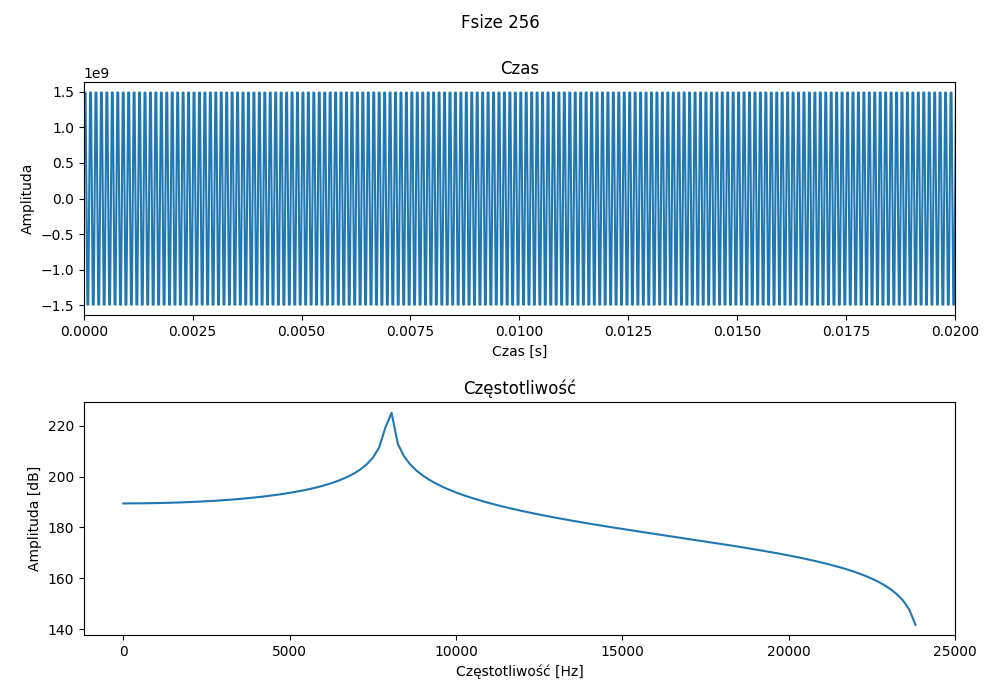 Fsize 256
Czas
1e9
1.5
1.0
0.5
0.0
−0.5
−1.0
−1.5
Amplituda
0.0000 0.0025 0.0050 0.0075 0.0100 0.0125 0.0150 0.0175 0.0200
Czas [s]
Częstotliwość
220
200
180
160
140
Amplituda [dB]
0 5000 10000 15000 20000 25000
Częstotliwość [Hz]